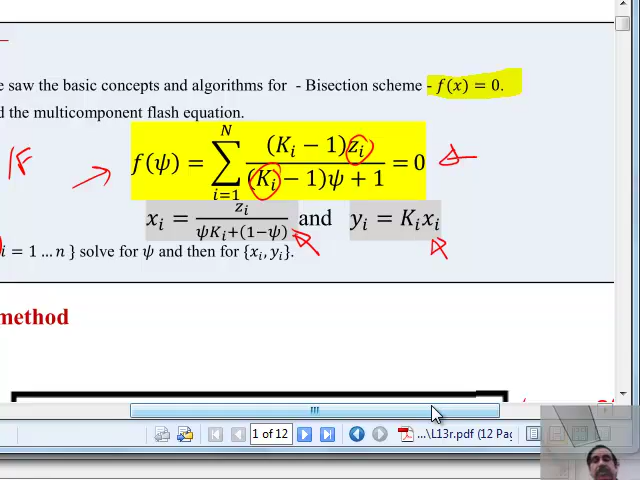 e saw the basic concepts and algorithms for - Bisection scheme - f(x) = 0.
d the multicomponent flash equation.
f(ψ) = ∑_{i=1}^{N} (K_i − 1)z_i / ((K_i − 1)ψ + 1) = 0
x_i = z_i / (ψK_i+(1−ψ)) and y_i = K_i x_i
i = 1 … n } solve for ψ and then for {x_i, y_i}.
method
1 of 12
...\L13r.pdf (12 Pag